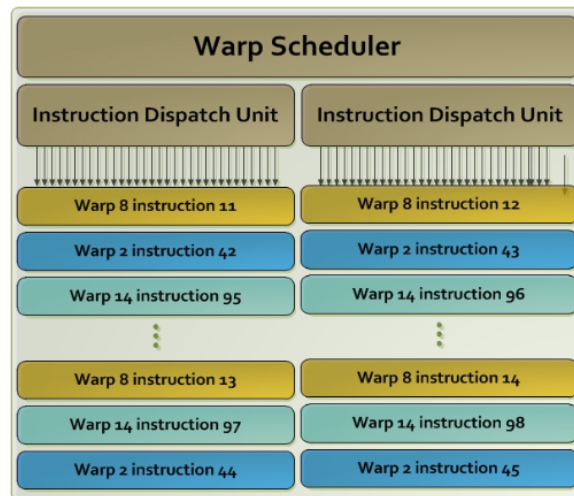 Warp Scheduler
Instruction Dispatch Unit
Instruction Dispatch Unit
Warp 8 instruction 11
Warp 8 instruction 12
Warp 2 instruction 42
Warp 2 instruction 43
Warp 14 instruction 95
Warp 14 instruction 96
Warp 8 instruction 13
Warp 8 instruction 14
Warp 14 instruction 97
Warp 14 instruction 98
Warp 2 instruction 44
Warp 2 instruction 45